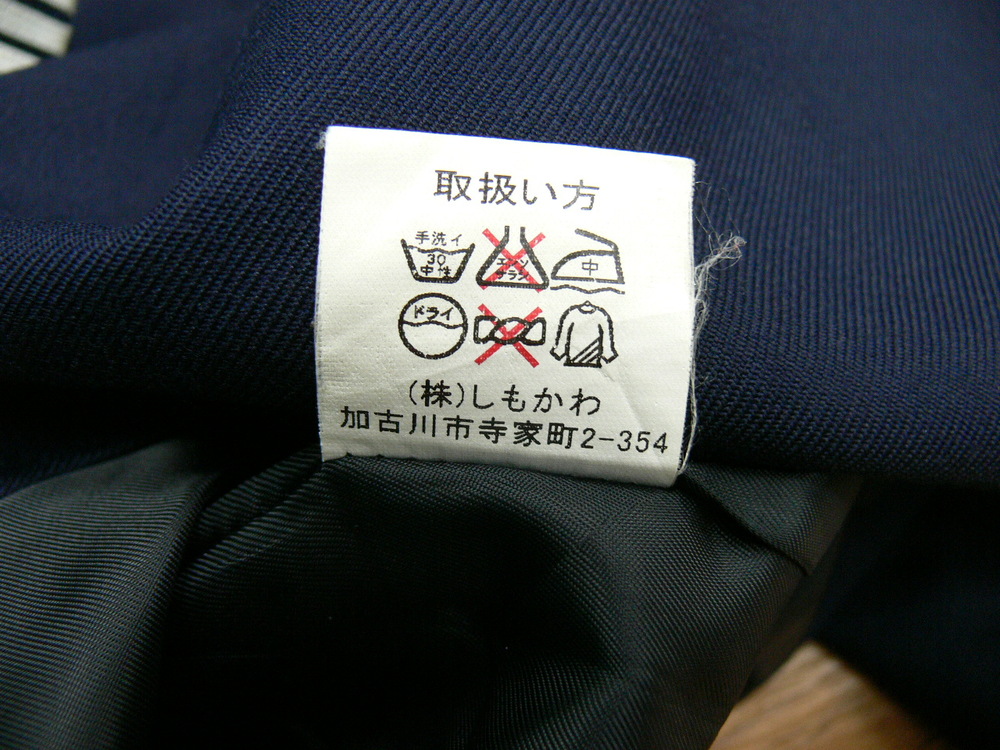 取扱い方
手洗イ
30
中性
エンソ
サラシ
中
ドライ
(株)しもかわ
加古川市寺家町2-354